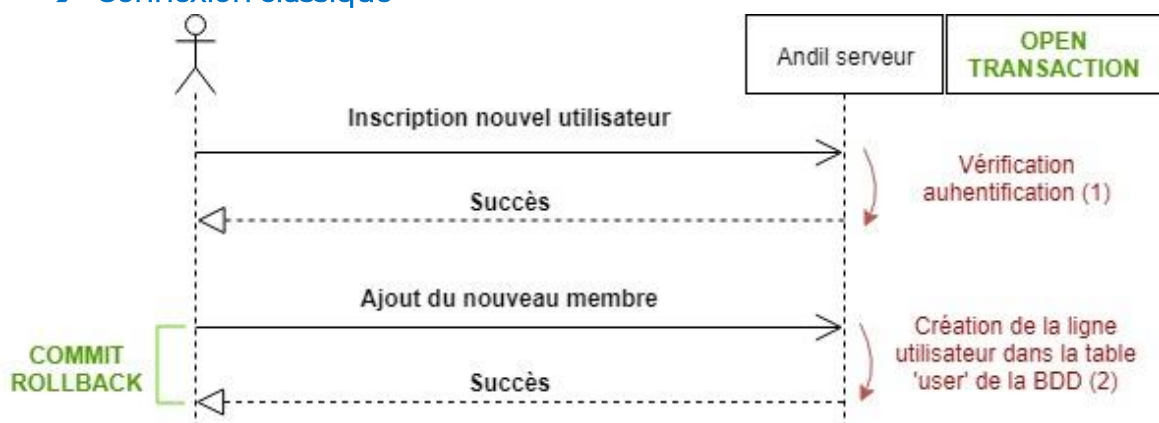 Connexion classique
Andil serveur
OPEN
TRANSACTION
Inscription nouvel utilisateur
Vérification
auhentification (1)
Succès
Ajout du nouveau membre
Création de la ligne
utilisateur dans la table
'user' de la BDD (2)
COMMIT
ROLLBACK
Succès